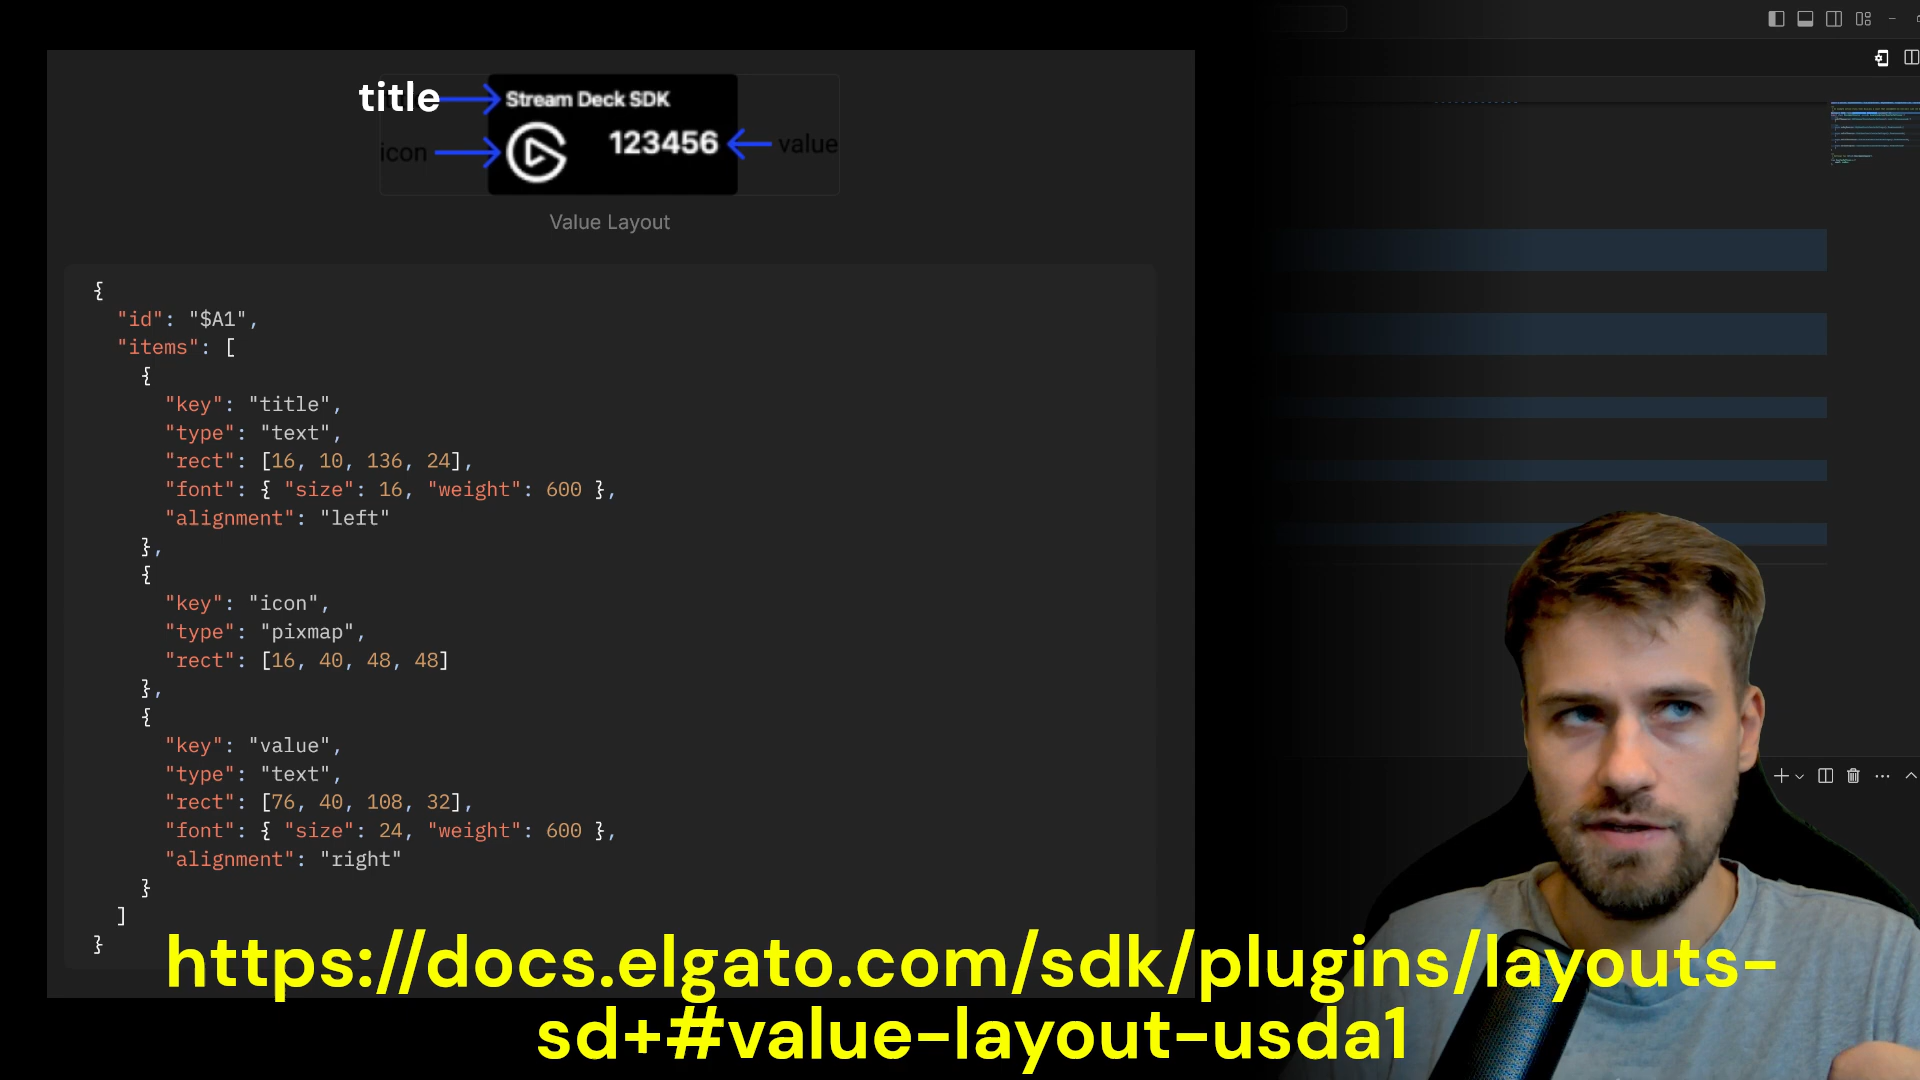 title
Stream Deck SDK
icon
123456
value
Value Layout
{
"id": "$A1",
"items": [
{
"key": "title",
"type": "text",
"rect": [16, 10, 136, 24],
"font": { "size": 16, "weight": 600 },
"alignment": "left"
},
{
"key": "icon",
"type": "pixmap",
"rect": [16, 40, 48, 48]
},
{
"key": "value",
"type": "text",
"rect": [76, 40, 108, 32],
"font": { "size": 24, "weight": 600 },
"alignment": "right"
}
]
}
https://docs.elgato.com/sdk/plugins/layouts-
sd+#value-layout-usda1